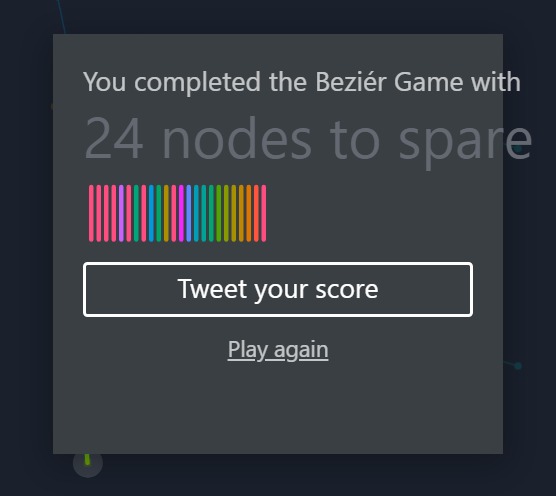 You completed the Beziér Game with
24 nodes to spare
Tweet your score
Play again